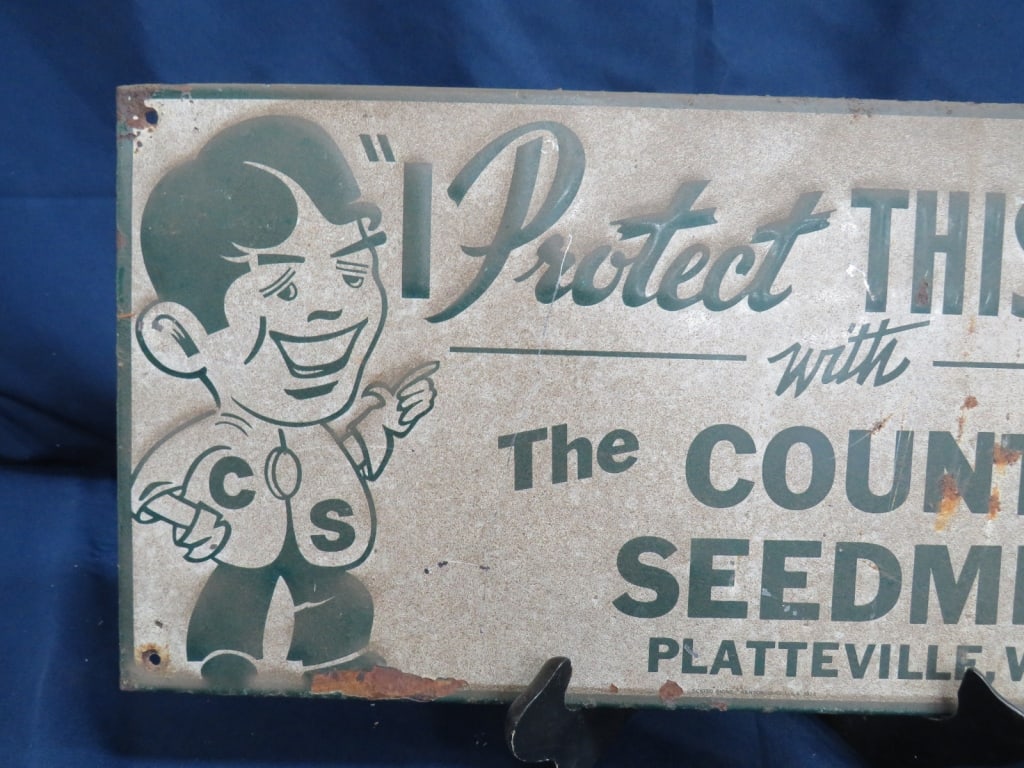 "I Protect THIS
with
The COUNT
SEEDM
PLATTEVILLE, W
C
S